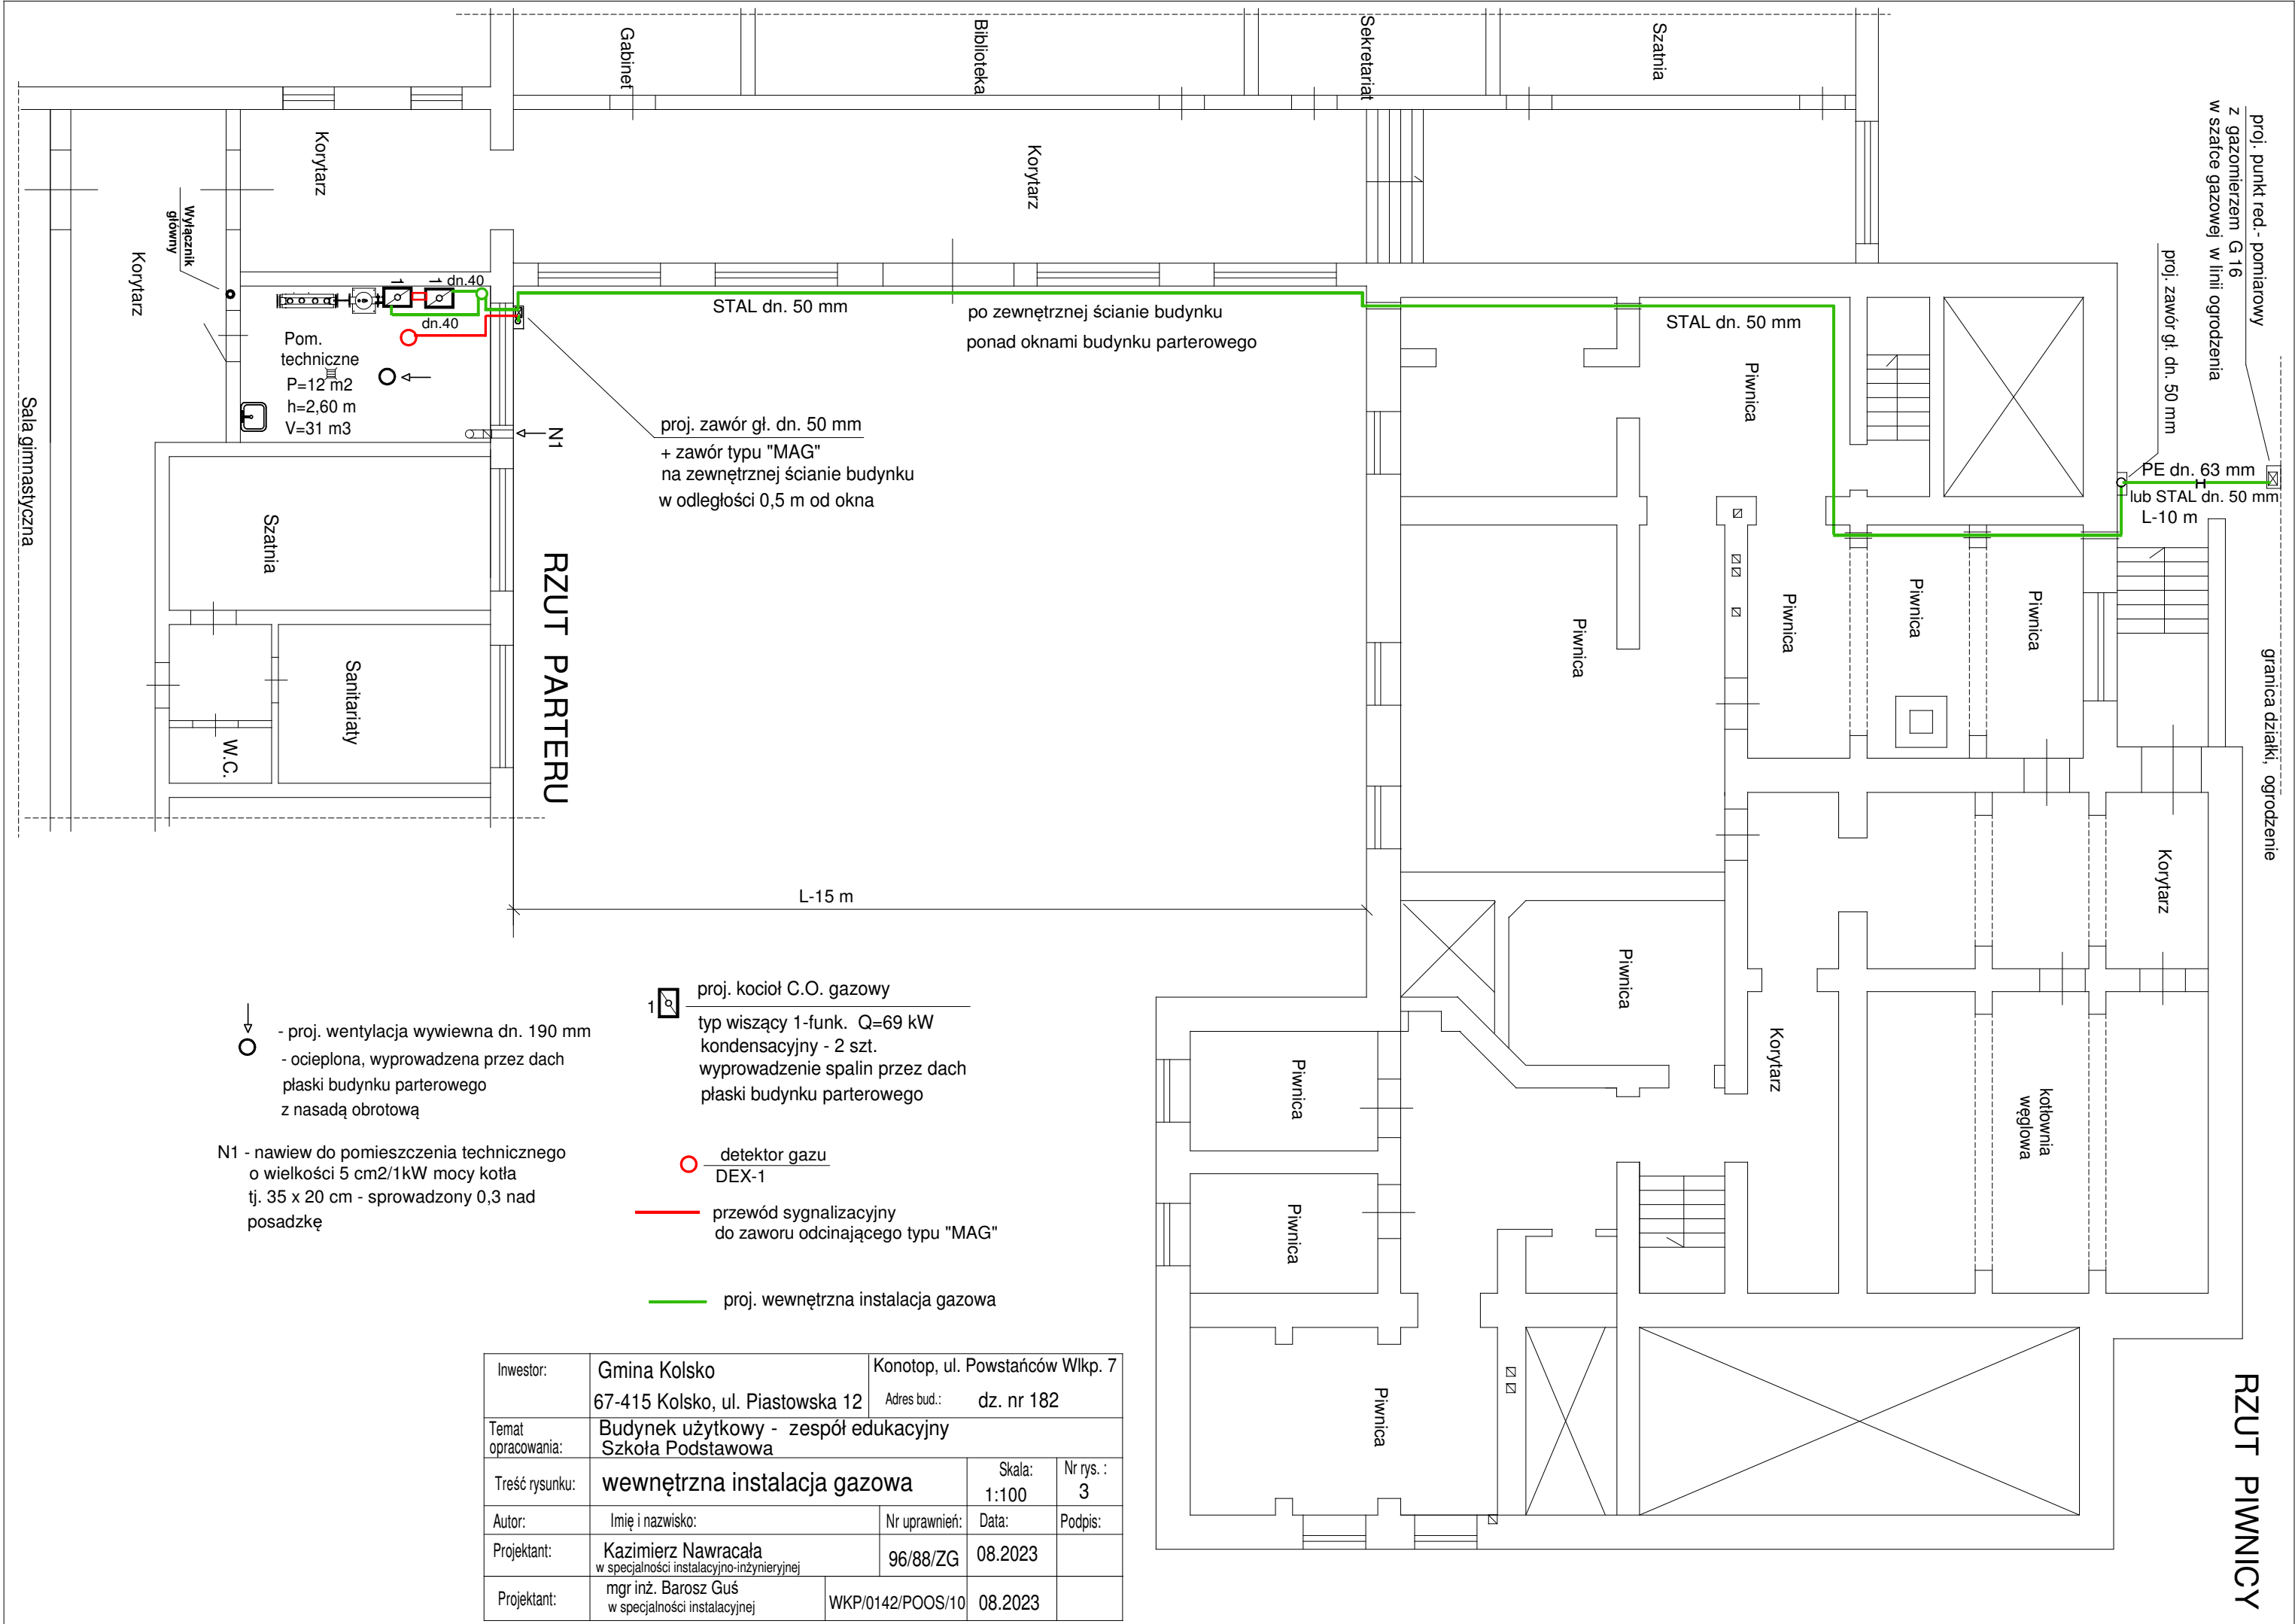 Gabinet
Biblioteka
Sekretariat
Szatnia
proj. punkt red.- pomiarowy
z gazomierzem G 16
w szafce gazowej w linii ogrodzenia
proj. zawór gł. dn. 50 mm
Korytarz
Korytarz
Korytarz
Wyłącznik
główny
1
1
dn.40
dn.40
STAL dn. 50 mm
po zewnętrznej ścianie budynku
ponad oknami budynku parterowego
STAL dn. 50 mm
Pom.
techniczne
P=12 m2
h=2,60 m
V=31 m3
N1
proj. zawór gł. dn. 50 mm
+ zawór typu "MAG"
na zewnętrznej ścianie budynku
w odległości 0,5 m od okna
PE dn. 63 mm
lub STAL dn. 50 mm
L-10 m
Sala gimnastyczna
Szatnia
Sanitariaty
W.C.
RZUT PARTERU
Piwnica
Piwnica
Piwnica
Piwnica
Piwnica
granica działki, ogrodzenie
L-15 m
Korytarz
Piwnica
Korytarz
kotłownia
węglowa
Piwnica
Piwnica
Piwnica
RZUT PIWNICY
- proj. wentylacja wywiewna dn. 190 mm
- ocieplona, wyprowadzona przez dach
płaski budynku parterowego
z nasadą obrotową
N1 - nawiew do pomieszczenia technicznego
o wielkości 5 cm2/1kW mocy kotła
tj. 35 x 20 cm - sprowadzony 0,3 nad
posadzkę
1
proj. kocioł C.O. gazowy
typ wiszący 1-funk. Q=69 kW
kondensacyjny - 2 szt.
wyprowadzenie spalin przez dach
płaski budynku parterowego
detektor gazu
DEX-1
przewód sygnalizacyjny
do zaworu odcinającego typu "MAG"
proj. wewnętrzna instalacja gazowa
Inwestor:
Gmina Kolsko
67-415 Kolsko, ul. Piastowska 12
Konotop, ul. Powstańców Wlkp. 7
Adres bud.: dz. nr 182
Temat
opracowania:
Budynek użytkowy - zespół edukacyjny
Szkoła Podstawowa
Treść rysunku:
wewnętrzna instalacja gazowa
Skala:
1:100
Nr rys. :
3
Autor:
Imię i nazwisko:
Nr uprawnień:
Data:
Podpis:
Projektant:
Kazimierz Nawracała
w specjalności instalacyjno-inżynieryjnej
96/88/ZG
08.2023
Projektant:
mgr inż. Barosz Guś
w specjalności instalacyjnej
WKP/0142/POOS/10
08.2023